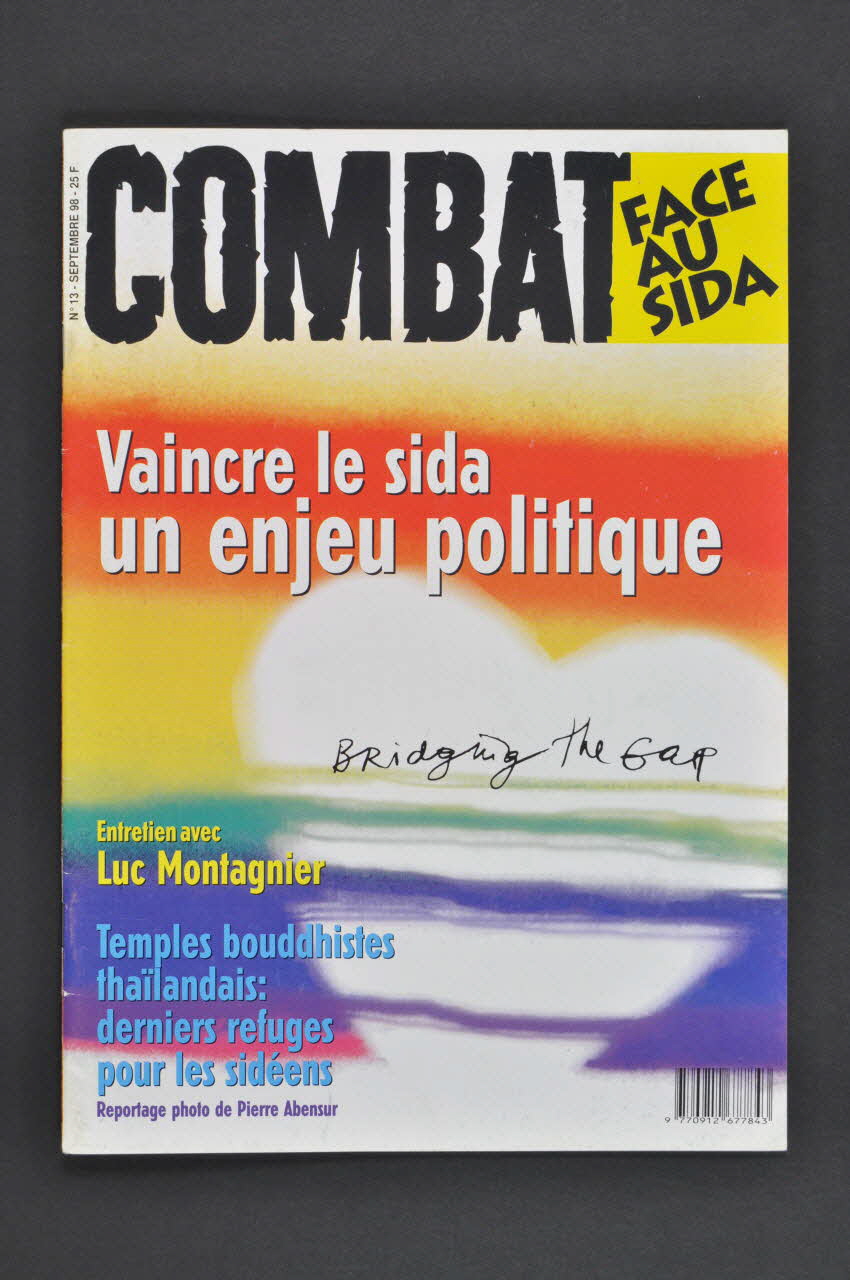 N° 13 - SEPTEMBRE 98 - 25 F
COMBAT
FACE
AU
SIDA
Vaincre le sida
un enjeu politique
Bridging the Gap
Entretien avec
Luc Montagnier
Temples bouddhistes
thaïlandais:
derniers refuges
pour les sidéens
Reportage photo de Pierre Abensur
9 770912 677843